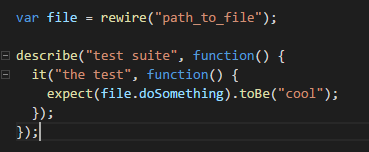 var file = rewire("path_to_file");
describe("test suite", function() {
it("the test", function() {
expect(file.doSomething).toBe("cool");
});
});